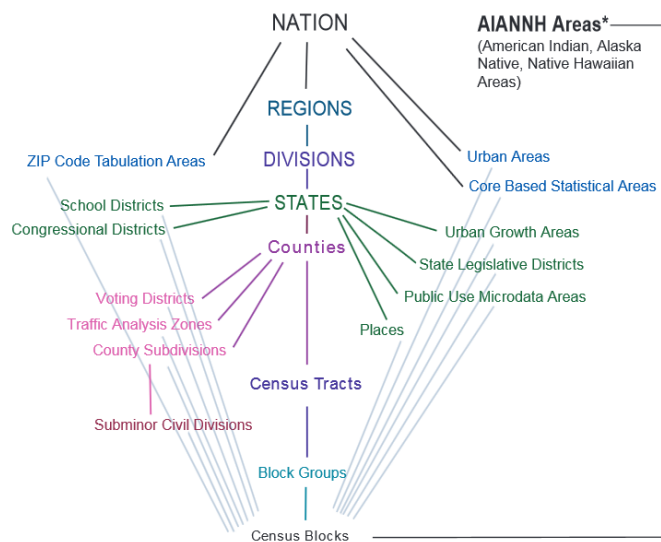 NATION
AIANNH Areas*
(American Indian, Alaska
Native, Native Hawaiian
Areas)
REGIONS
ZIP Code Tabulation Areas
DIVISIONS
Urban Areas
Core Based Statistical Areas
School Districts
STATES
Congressional Districts
Urban Growth Areas
Counties
State Legislative Districts
Voting Districts
Public Use Microdata Areas
Traffic Analysis Zones
Places
County Subdivisions
Census Tracts
Subminor Civil Divisions
Block Groups
Census Blocks